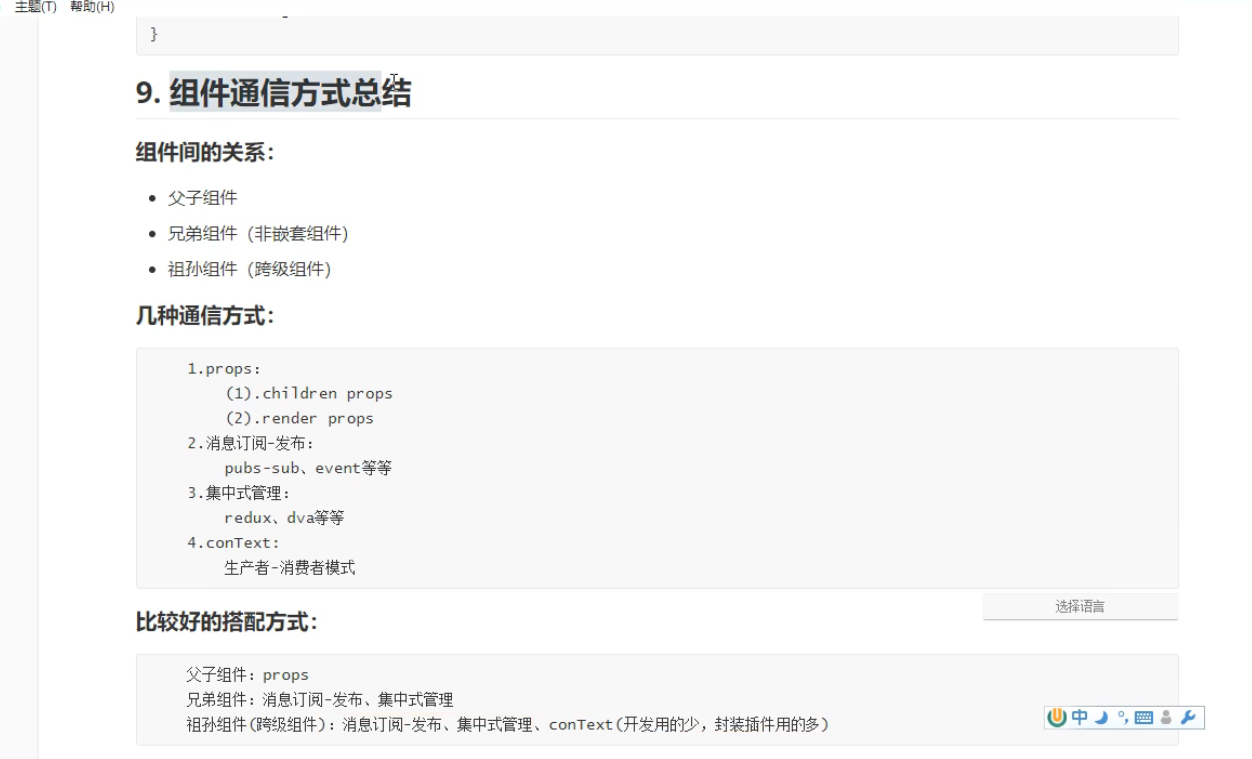 主题(T) 帮助(H)
}
9. 组件通信方式总结
组件间的关系：
父子组件
兄弟组件（非嵌套组件）
祖孙组件（跨级组件）
几种通信方式：
1.props：
(1).children props
(2).render props
2.消息订阅-发布：
pubs-sub、event等等
3.集中式管理：
redux、dva等等
4.conText:
生产者-消费者模式
选择语言
比较好的搭配方式：
父子组件：props
兄弟组件：消息订阅-发布、集中式管理
祖孙组件(跨级组件)：消息订阅-发布、集中式管理、conText(开发用的少，封装插件用的多)
中